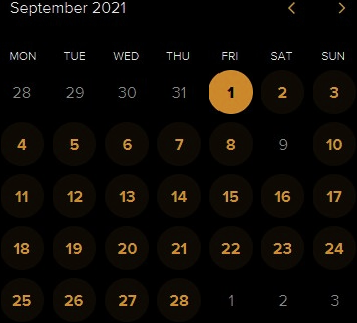 September 2021
MON TUE WED THU FRI SAT SUN
28 29 30 31 1 2 3
4 5 6 7 8 9 10
11 12 13 14 15 16 17
18 19 20 21 22 23 24
25 26 27 28 1 2 3